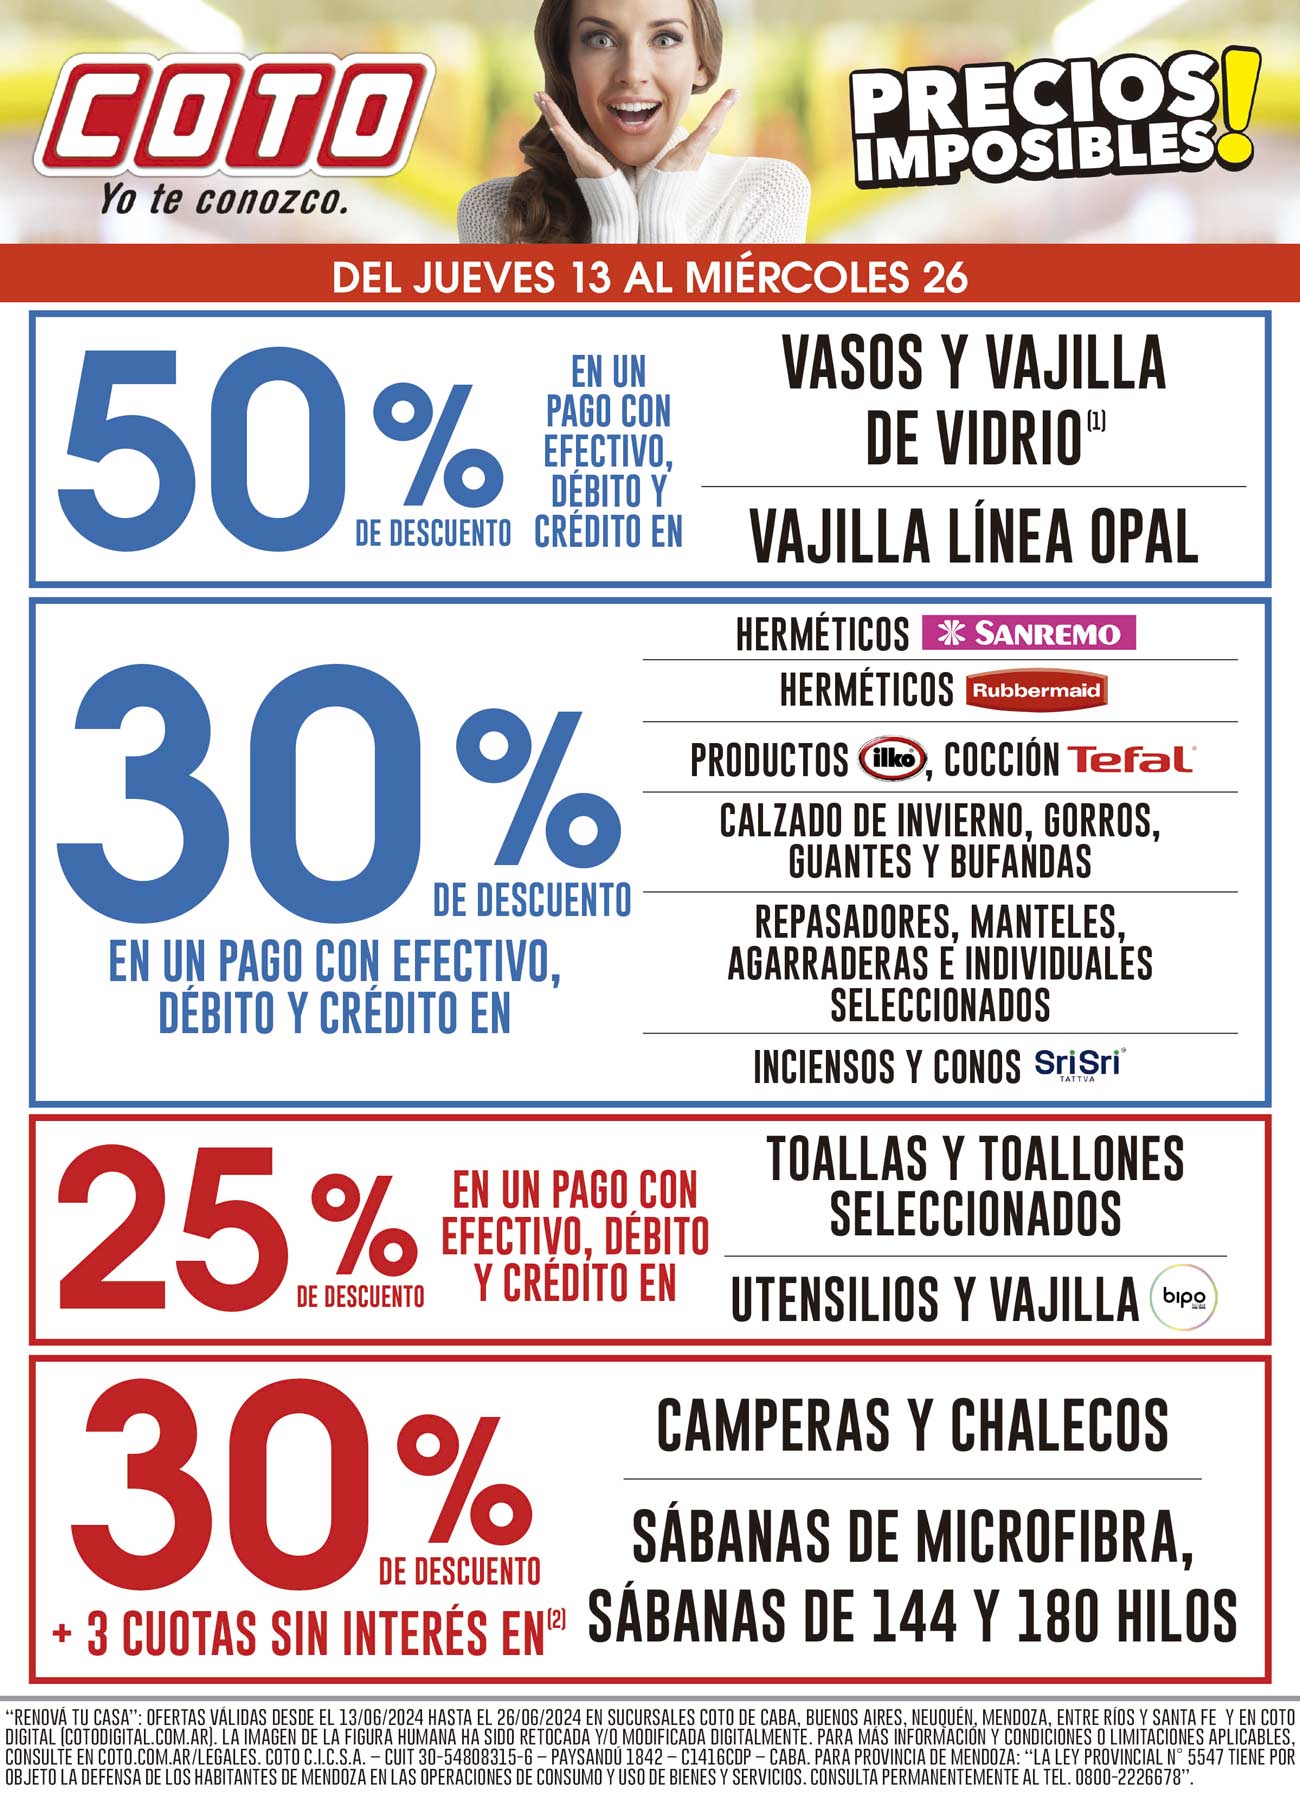 COTO
Yo te conozco.
PRECIOS
IMPOSIBLES!
DEL JUEVES 13 AL MIÉRCOLES 26
50%
DE DESCUENTO
EN UN
PAGO CON
EFECTIVO,
DÉBITO Y
CRÉDITO EN
VASOS Y VAJILLA
DE VIDRIO(1)
VAJILLA LÍNEA OPAL
30%
DE DESCUENTO
EN UN PAGO CON EFECTIVO,
DÉBITO Y CRÉDITO EN
HERMÉTICOS SANREMO
HERMÉTICOS Rubbermaid
PRODUCTOS ilko, COCCIÓN Tefal
CALZADO DE INVIERNO, GORROS,
GUANTES Y BUFANDAS
REPASADORES, MANTELES,
AGARRADERAS E INDIVIDUALES
SELECCIONADOS
INCIENSOS Y CONOS SriSri
TATTVA
25%
DE DESCUENTO
EN UN PAGO CON
EFECTIVO, DÉBITO
Y CRÉDITO EN
TOALLAS Y TOALLONES
SELECCIONADOS
UTENSILIOS Y VAJILLA bipo
30%
DE DESCUENTO
+ 3 CUOTAS SIN INTERÉS EN(2)
CAMPERAS Y CHALECOS
SÁBANAS DE MICROFIBRA,
SÁBANAS DE 144 Y 180 HILOS
“RENOVÁ TU CASA”: OFERTAS VÁLIDAS DESDE EL 13/06/2024 HASTA EL 26/06/2024 EN SUCURSALES COTO DE CABA, BUENOS AIRES, NEUQUÉN, MENDOZA, ENTRE RÍOS Y SANTA FE Y EN COTO
DIGITAL (COTODIGITAL.COM.AR). LA IMAGEN DE LA FIGURA HUMANA HA SIDO RETOCADA Y/O MODIFICADA DIGITALMENTE. PARA MÁS INFORMACIÓN Y CONDICIONES O LIMITACIONES APLICABLES,
CONSULTE EN COTO.COM.AR/LEGALES. COTO C.I.C.S.A. – CUIT 30-54808315-6 – PAYSANDÚ 1842 – C1416CDP – CABA. PARA PROVINCIA DE MENDOZA: “LA LEY PROVINCIAL N° 5547 TIENE POR
OBJETO LA DEFENSA DE LOS HABITANTES DE MENDOZA EN LAS OPERACIONES DE CONSUMO Y USO DE BIENES Y SERVICIOS. CONSULTA PERMANENTEMENTE AL TEL. 0800-2226678”.